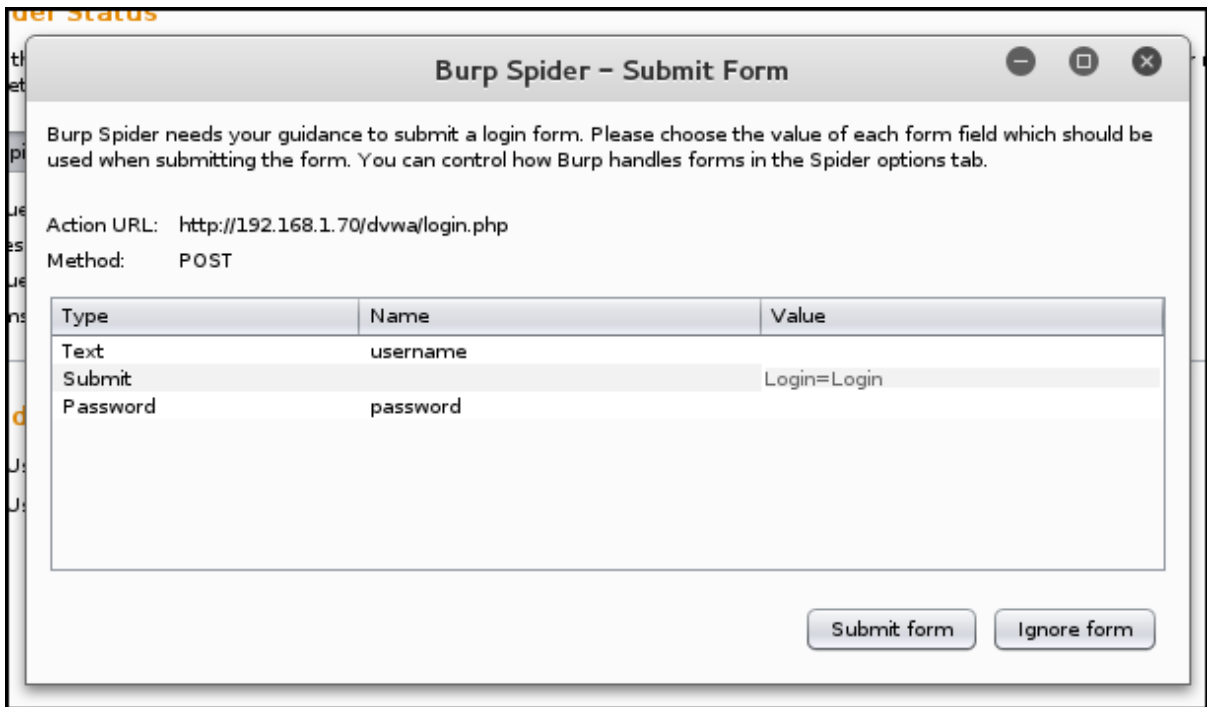 der Status
Burp Spider – Submit Form
Burp Spider needs your guidance to submit a login form. Please choose the value of each form field which should be
used when submitting the form. You can control how Burp handles forms in the Spider options tab.
Action URL: http://192.168.1.70/dvwa/login.php
Method: POST
Type Name Value
Text username
Submit Login=Login
Password password
Submit form Ignore form